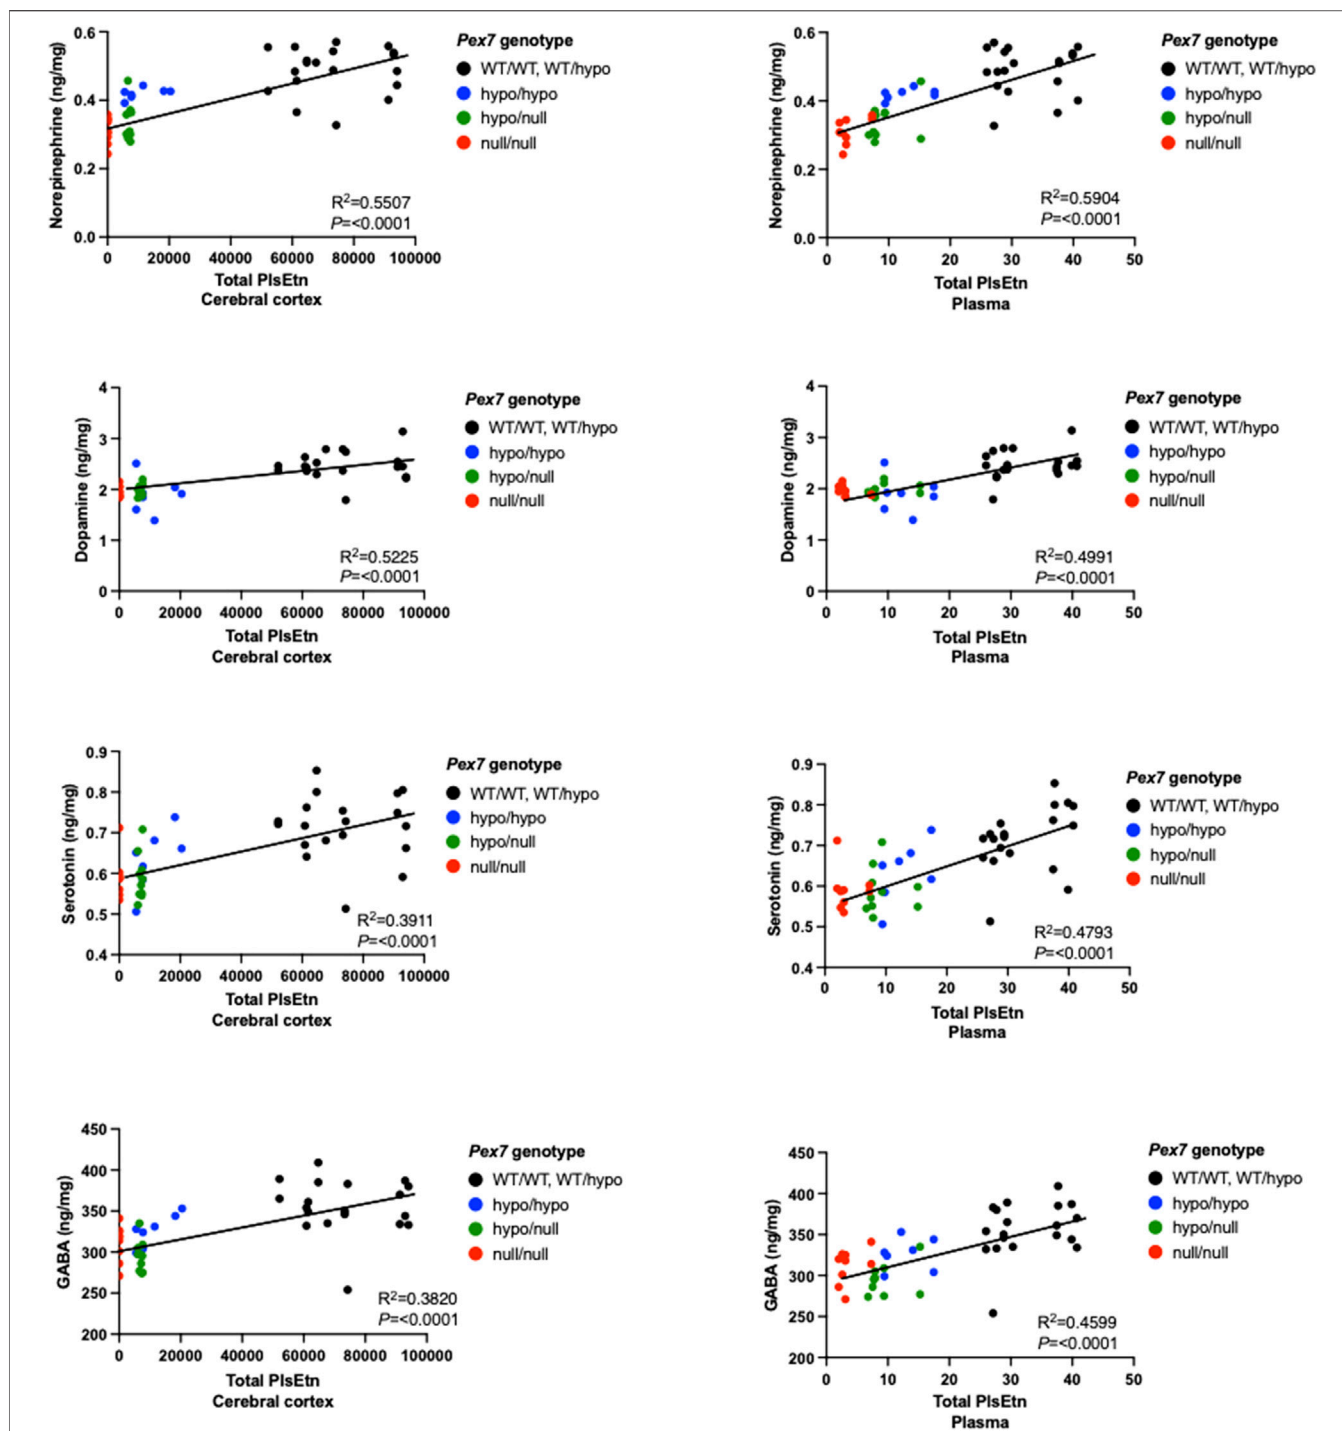 0.6
0.4
0.2
0.0
Norepinephrine (ng/mg)
0 20000 40000 60000 80000 100000
Total PlsEtn
Cerebral cortex
R²=0.5507
P=<0.0001
Pex7 genotype
WT/WT, WT/hypo
hypo/hypo
hypo/null
null/null
0.6
0.4
0.2
0.0
Norepinephrine (ng/mg)
0 10 20 30 40 50
Total PlsEtn
Plasma
R²=0.5904
P=<0.0001
Pex7 genotype
WT/WT, WT/hypo
hypo/hypo
hypo/null
null/null
4
3
2
1
0
Dopamine (ng/mg)
0 20000 40000 60000 80000 100000
Total PlsEtn
Cerebral cortex
R²=0.5225
P=<0.0001
Pex7 genotype
WT/WT, WT/hypo
hypo/hypo
hypo/null
null/null
4
3
2
1
0
Dopamine (ng/mg)
0 10 20 30 40 50
Total PlsEtn
Plasma
R²=0.4991
P=<0.0001
Pex7 genotype
WT/WT, WT/hypo
hypo/hypo
hypo/null
null/null
0.9
0.8
0.7
0.6
0.5
0.4
Serotonin (ng/mg)
0 20000 40000 60000 80000 100000
Total PlsEtn
Cerebral cortex
R²=0.3911
P=<0.0001
Pex7 genotype
WT/WT, WT/hypo
hypo/hypo
hypo/null
null/null
0.9
0.8
0.7
0.6
0.5
0.4
Serotonin (ng/mg)
0 10 20 30 40 50
Total PlsEtn
Plasma
R²=0.4793
P=<0.0001
Pex7 genotype
WT/WT, WT/hypo
hypo/hypo
hypo/null
null/null
450
400
350
300
250
200
GABA (ng/mg)
0 20000 40000 60000 80000 100000
Total PlsEtn
Cerebral cortex
R²=0.3820
P=<0.0001
Pex7 genotype
WT/WT, WT/hypo
hypo/hypo
hypo/null
null/null
450
400
350
300
250
200
GABA (ng/mg)
0 10 20 30 40 50
Total PlsEtn
Plasma
R²=0.4599
P=<0.0001
Pex7 genotype
WT/WT, WT/hypo
hypo/hypo
hypo/null
null/null